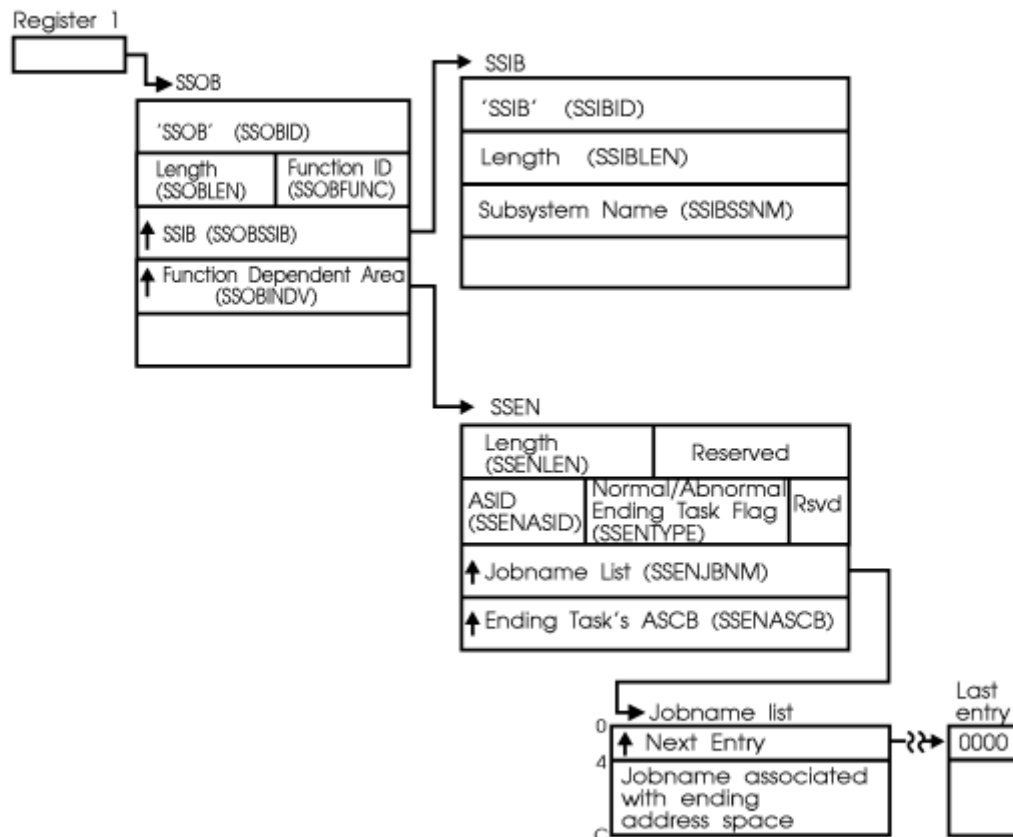 Register 1
SSOB
'SSOB' (SSOBID)
Length
(SSOBLEN)
Function ID
(SSOBFUNC)
SSIB (SSOBSSIB)
Function Dependent Area
(SSOBINDV)
SSIB
'SSIB' (SSIBID)
Length (SSIBLEN)
Subsystem Name (SSIBSSNM)
SSEN
Length
(SSENLEN)
Reserved
ASID
(SSENASID)
Normal/Abnormal
Ending Task Flag
(SSENTYPE)
Rsvd
Jobname List (SSENJBNM)
Ending Task's ASCB (SSENASCB)
Jobname list
0
Next Entry
4
Jobname associated
with ending
address space
C
Last
entry
0000